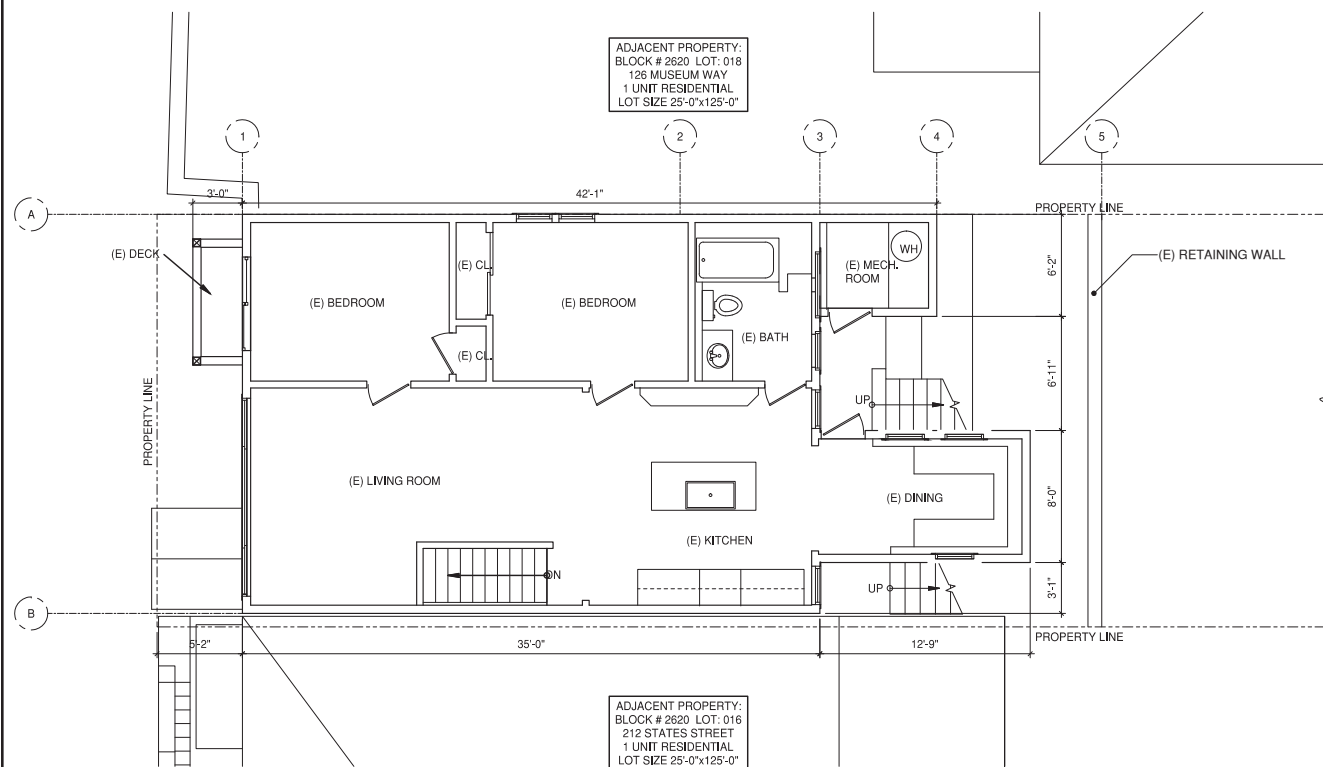 ADJACENT PROPERTY:
BLOCK # 2620 LOT: 018
126 MUSEUM WAY
1 UNIT RESIDENTIAL
LOT SIZE 25'-0"x125'-0"
1
2
3
4
5
3'-0"
42'-1"
A
PROPERTY LINE
(E) DECK
(E) CL.
WH
(E) MECH.
ROOM
6'-2"
(E) RETAINING WALL
(E) BEDROOM
(E) BEDROOM
(E) BATH
(E) CL.
6'-11"
UP
PROPERTY LINE
(E) LIVING ROOM
(E) DINING
8'-0"
(E) KITCHEN
DN
UP
3'-1"
B
PROPERTY LINE
5'-2"
35'-0"
12'-9"
ADJACENT PROPERTY:
BLOCK # 2620 LOT: 016
212 STATES STREET
1 UNIT RESIDENTIAL
LOT SIZE 25'-0"x125'-0"